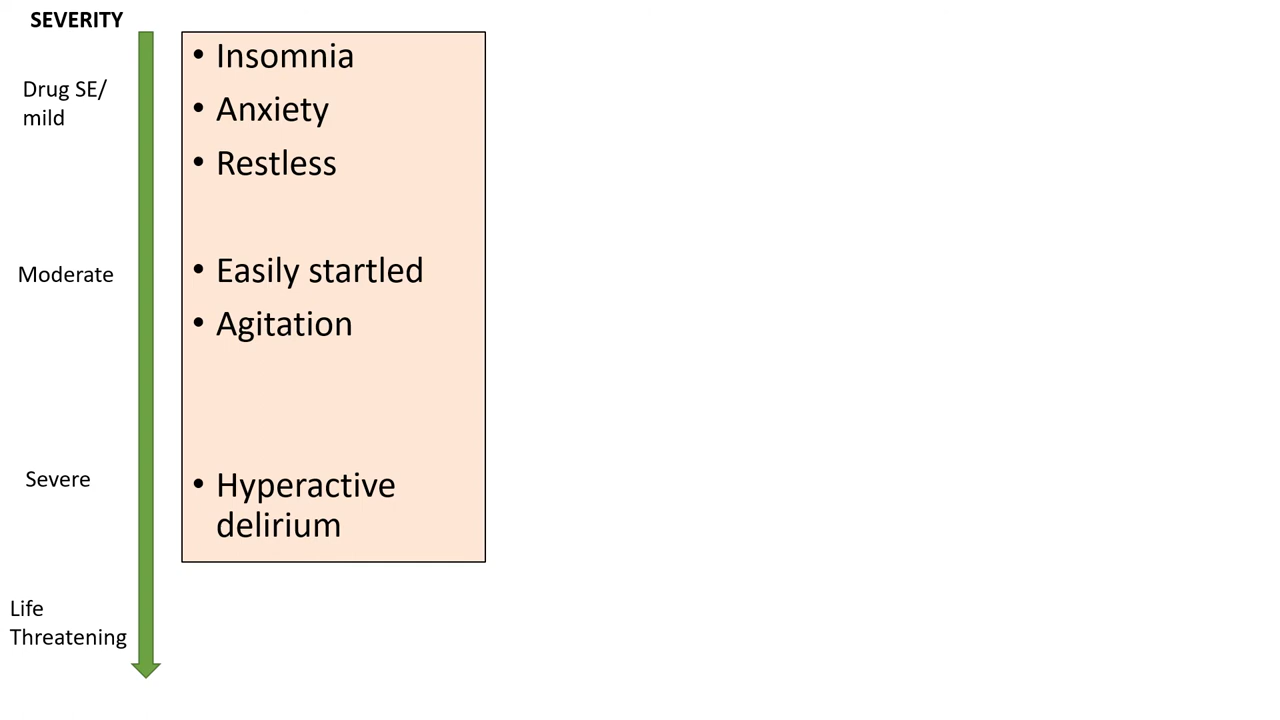 SEVERITY
Drug SE/
mild
• Insomnia
• Anxiety
• Restless
Moderate
• Easily startled
• Agitation
Severe
• Hyperactive
delirium
Life
Threatening